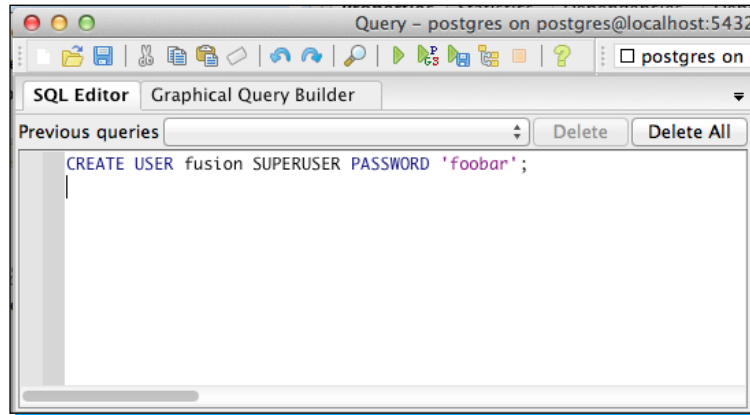 Query – postgres on postgres@localhost:5432
postgres on
SQL Editor Graphical Query Builder
Previous queries Delete Delete All
CREATE USER fusion SUPERUSER PASSWORD 'foobar';